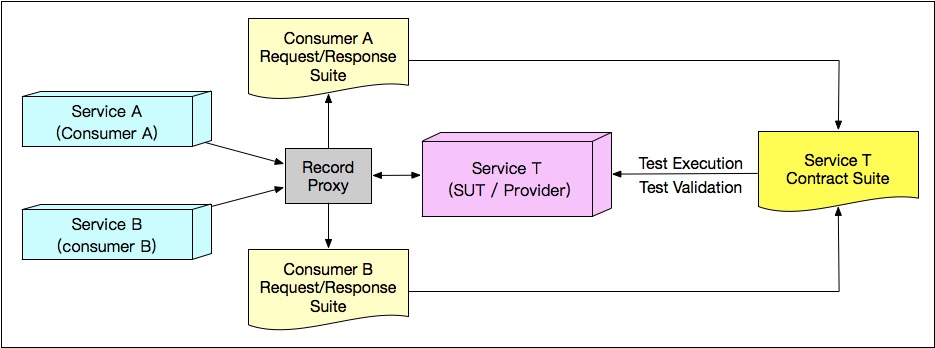 Consumer A
Request/Response
Suite
Service A
(Consumer A)
Record
Proxy
Service T
(SUT / Provider)
Test Execution
Test Validation
Service T
Contract Suite
Service B
(consumer B)
Consumer B
Request/Response
Suite